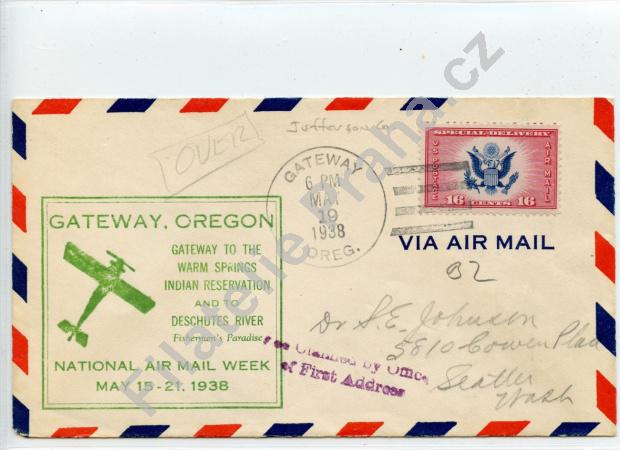 OVER
Jefferson Co
GATEWAY
6 PM
MAY
19
1938
OREG.
SPECIAL DELIVERY
US POSTAGE
AIR MAIL
16 CENTS 16
VIA AIR MAIL
92
GATEWAY, OREGON
GATEWAY TO THE
WARM SPRINGS
INDIAN RESERVATION
AND TO
DESCHUTES RIVER
Fisherman's Paradise
NATIONAL AIR MAIL WEEK
MAY 15-21, 1938
Dr S.E. Johnson
5810 Cowen Place
Seattle
Wash
Claimed by Office
of First Address
Filatelie Praha.cz